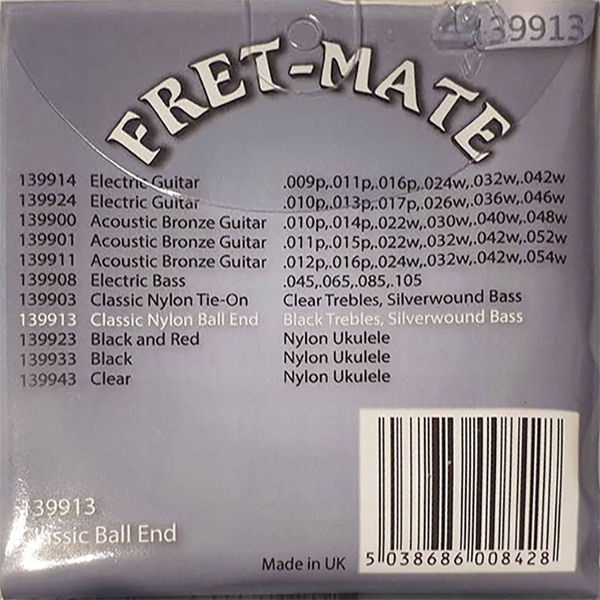 139913
FRET-MATE
139914 Electric Guitar .009p,.011p,.016p,.024w,.032w,.042w
139924 Electric Guitar .010p,.013p,.017p,.026w,.036w,.046w
139900 Acoustic Bronze Guitar .010p,.014p,.022w,.030w,.040w,.048w
139901 Acoustic Bronze Guitar .011p,.015p,.022w,.032w,.042w,.052w
139911 Acoustic Bronze Guitar .012p,.016p,.024w,.032w,.042w,.054w
139908 Electric Bass .045,.065,.085,.105
139903 Classic Nylon Tie-On Clear Trebles, Silverwound Bass
139913 Classic Nylon Ball End Black Trebles, Silverwound Bass
139923 Black and Red Nylon Ukulele
139933 Black Nylon Ukulele
139943 Clear Nylon Ukulele
139913
Classic Ball End
Made in UK
5 038686 008428